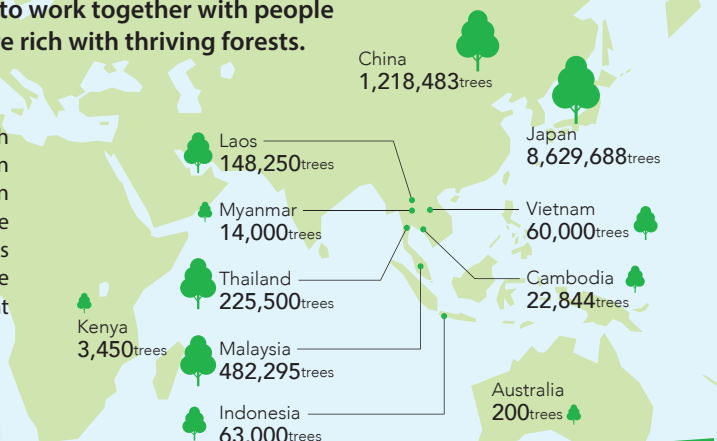 to work together with people
e rich with thriving forests.
China
1,218,483trees
Japan
8,629,688trees
Laos
148,250trees
Myanmar
14,000trees
Vietnam
60,000trees
Thailand
225,500trees
Cambodia
22,844trees
Kenya
3,450trees
Malaysia
482,295trees
Australia
200trees
Indonesia
63,000trees